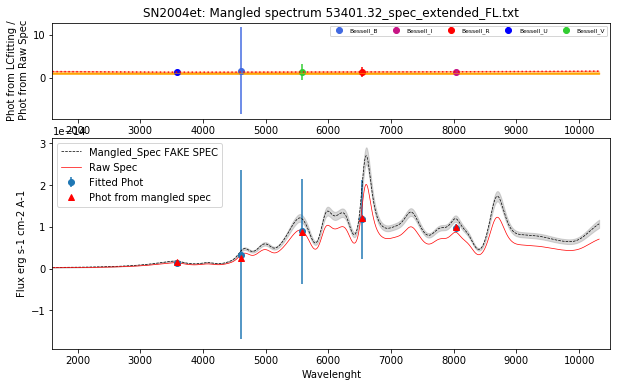 SN2004et: Mangled spectrum 53401.32_spec_extended_FL.txt
Phot from LCfitting /
Phot from Raw Spec
10
0
Bessell_B
Bessell_I
Bessell_R
Bessell_U
Bessell_V
2000 3000 4000 5000 6000 7000 8000 9000 10000
1e−14
Flux erg s-1 cm-2 A-1
3
2
1
0
−1
Mangled_Spec FAKE SPEC
Raw Spec
Fitted Phot
Phot from mangled spec
2000 3000 4000 5000 6000 7000 8000 9000 10000
Wavelenght